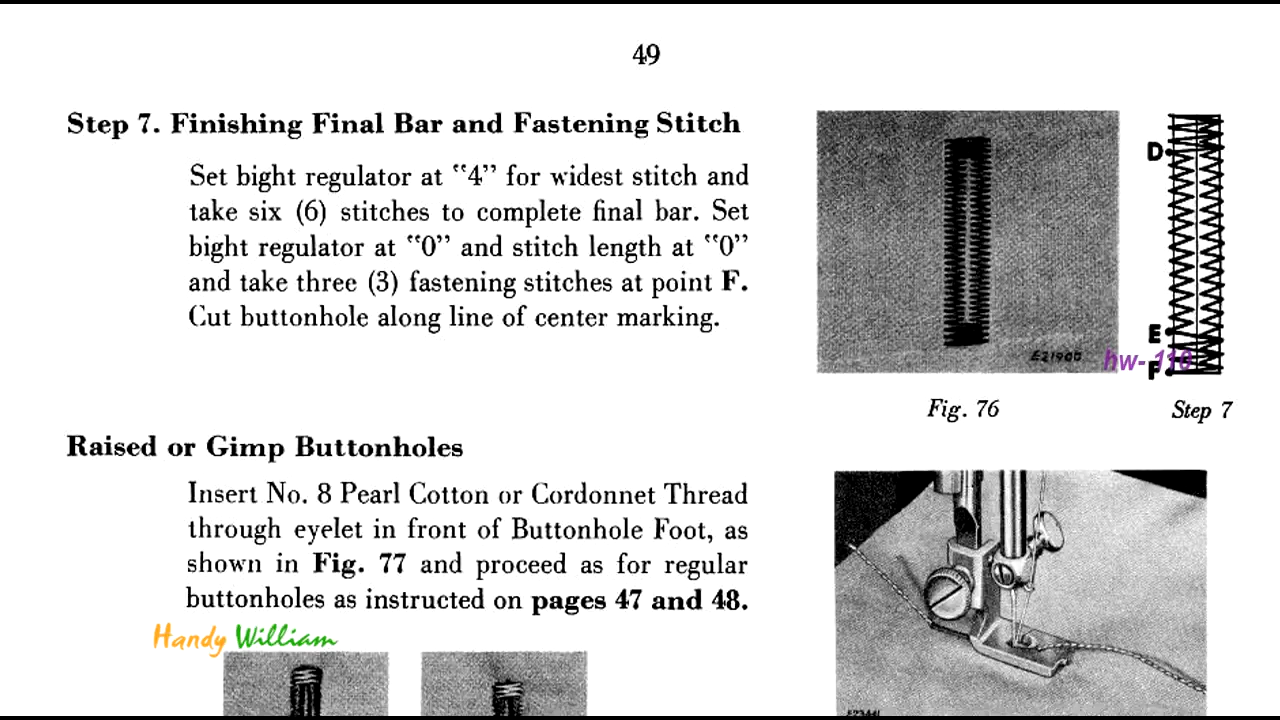 49
Step 7. Finishing Final Bar and Fastening Stitch
Set bight regulator at "4" for widest stitch and
take six (6) stitches to complete final bar. Set
bight regulator at "0" and stitch length at "0"
and take three (3) fastening stitches at point F.
Cut buttonhole along line of center marking.
D
E
F
E21900
hw-110
Fig. 76
Step 7
Raised or Gimp Buttonholes
Insert No. 8 Pearl Cotton or Cordonnet Thread
through eyelet in front of Buttonhole Foot, as
shown in Fig. 77 and proceed as for regular
buttonholes as instructed on pages 47 and 48.
Handy William